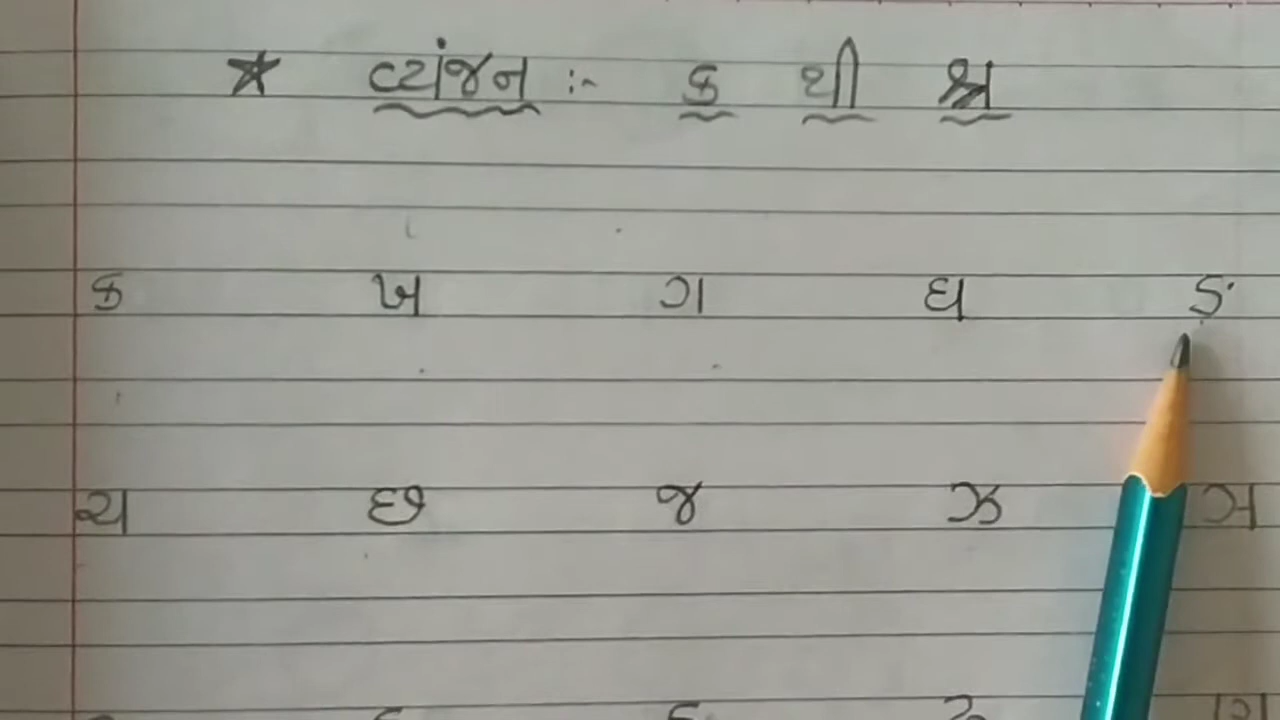 ★ વ્યંજન :- ક થી શ્ર
ક ખ ગ ઘ ઙ
ચ છ જ ઝ ઞ